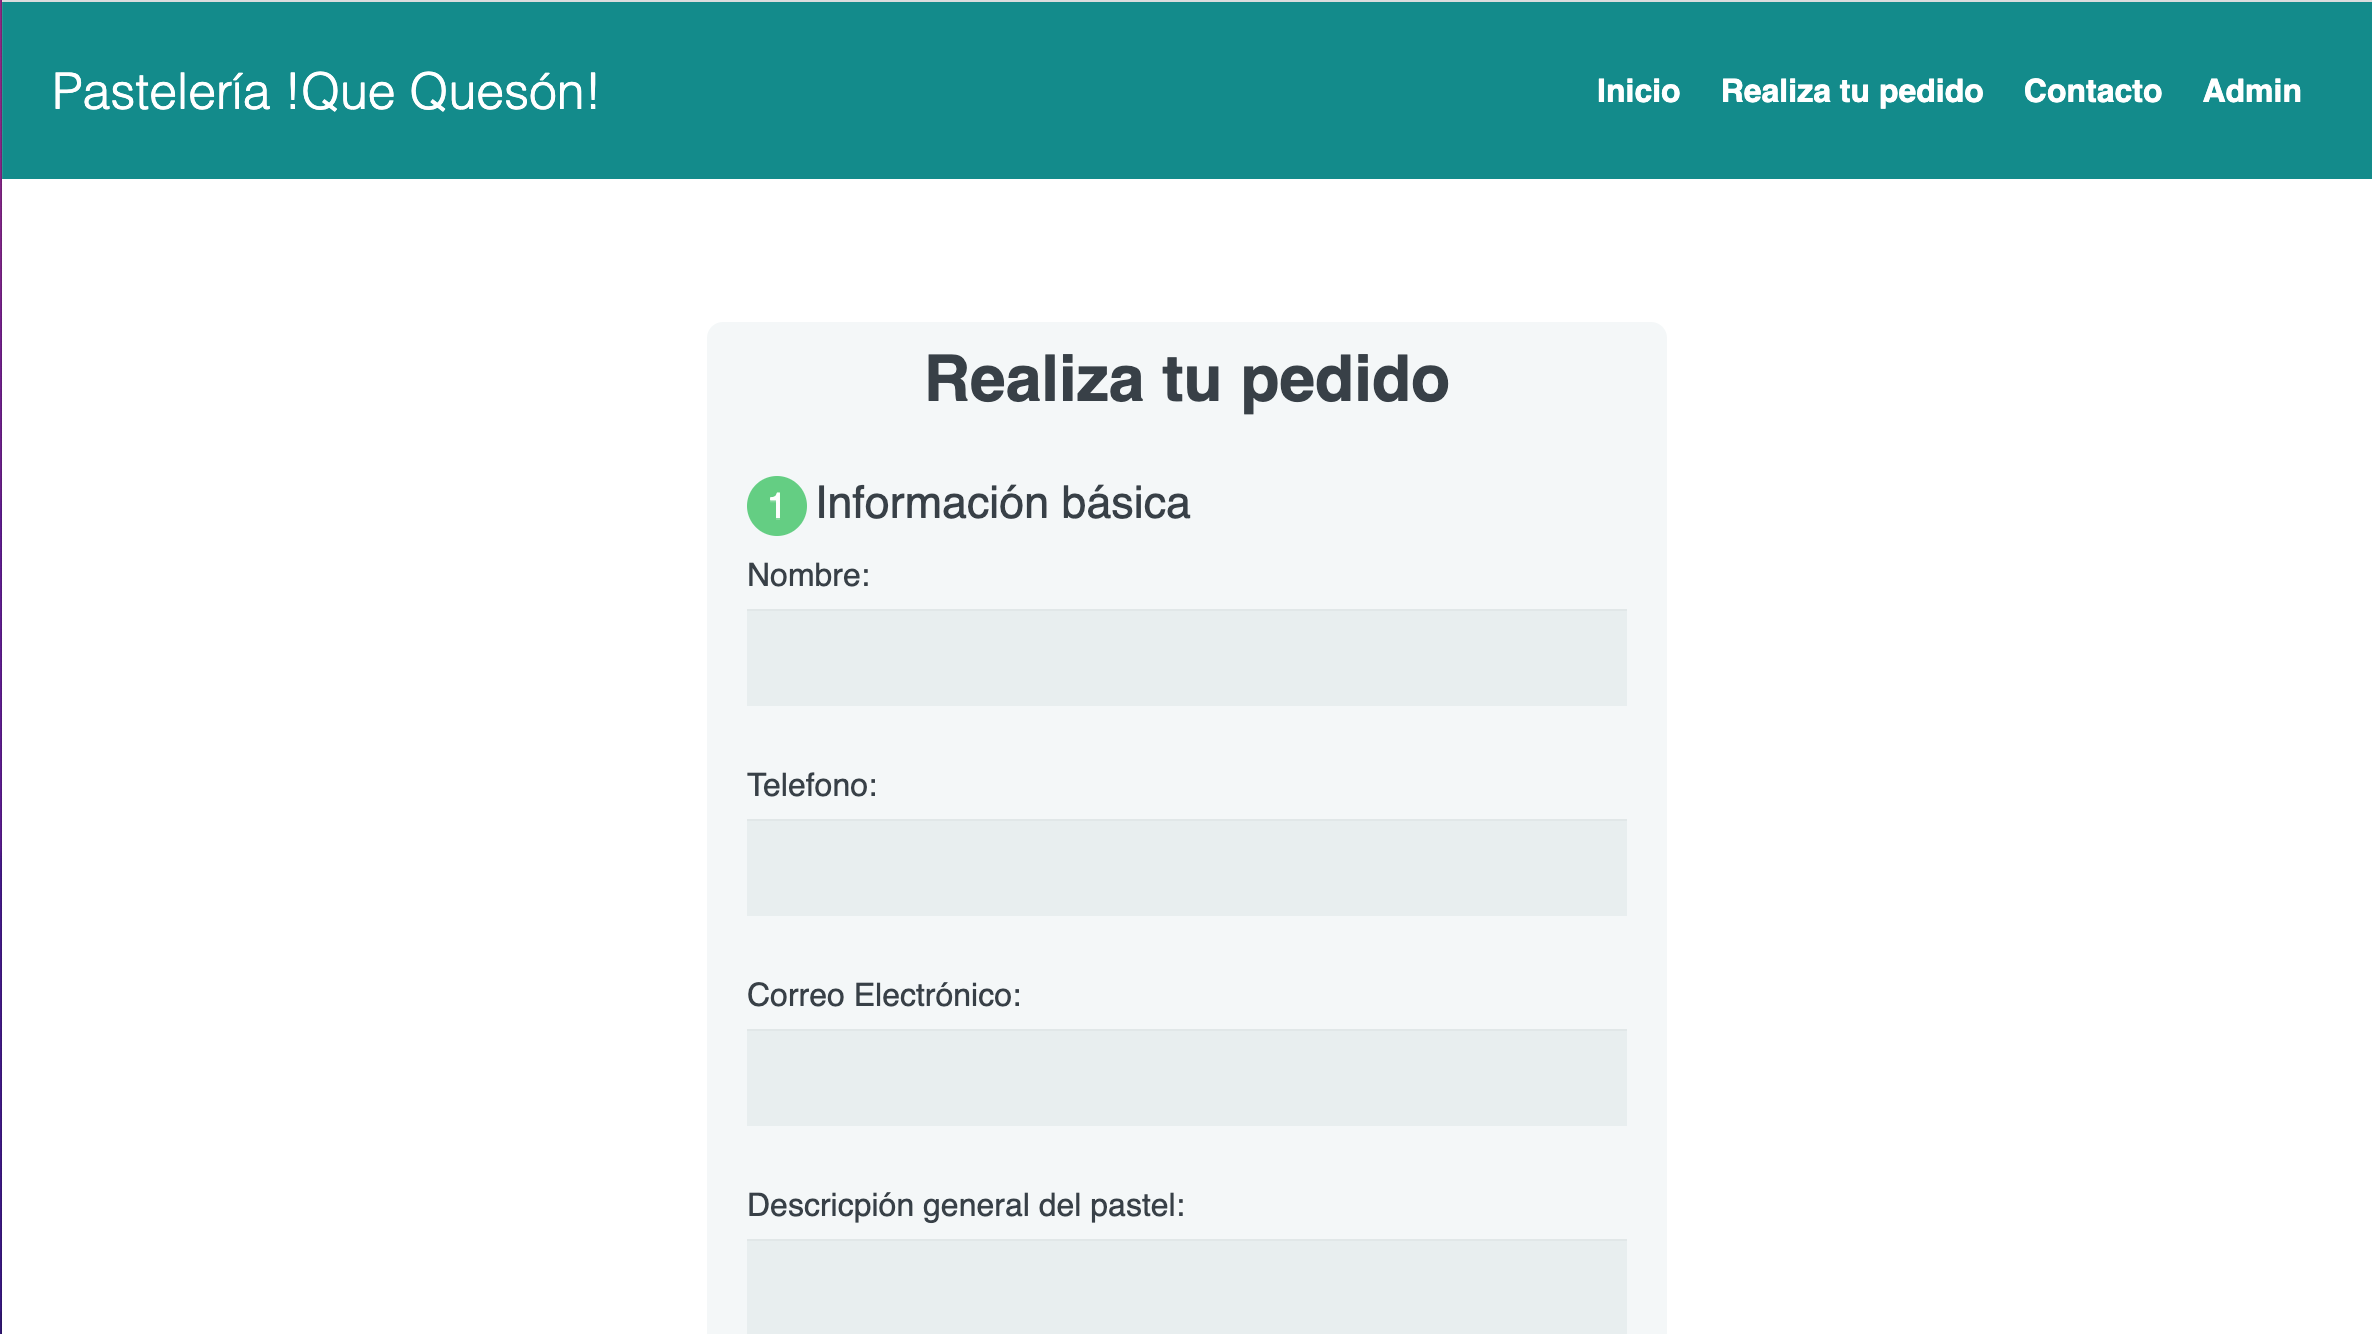 Pastelería !Que Quesón!
Inicio Realiza tu pedido Contacto Admin
Realiza tu pedido
1 Información básica
Nombre:
Telefono:
Correo Electrónico:
Descricpión general del pastel: